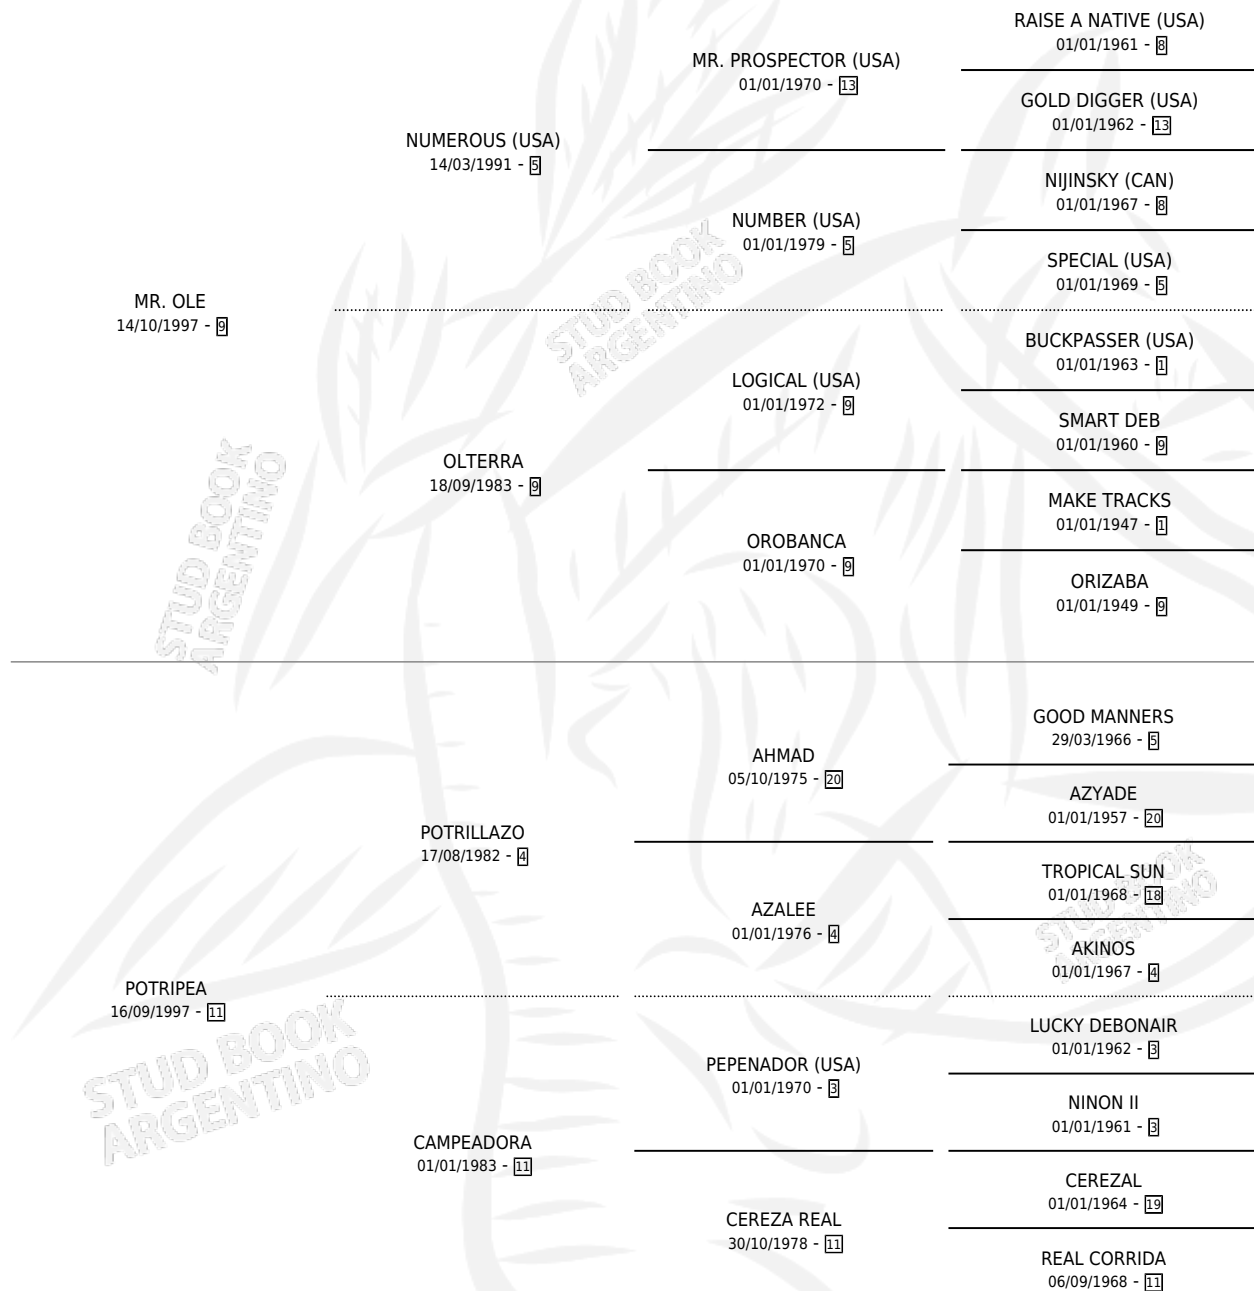 RAISE A NATIVE (USA)
01/01/1961 - 8
MR. PROSPECTOR (USA)
01/01/1970 - 13
GOLD DIGGER (USA)
01/01/1962 - 13
NUMEROUS (USA)
14/03/1991 - 5
NIJINSKY (CAN)
01/01/1967 - 8
NUMBER (USA)
01/01/1979 - 5
SPECIAL (USA)
01/01/1969 - 5
MR. OLE
14/10/1997 - 9
BUCKPASSER (USA)
01/01/1963 - 1
LOGICAL (USA)
01/01/1972 - 9
SMART DEB
01/01/1960 - 9
OLTERRA
18/09/1983 - 9
MAKE TRACKS
01/01/1947 - 1
OROBANCA
01/01/1970 - 9
ORIZABA
01/01/1949 - 9
GOOD MANNERS
29/03/1966 - 5
AHMAD
05/10/1975 - 20
AZYADE
01/01/1957 - 20
POTRILLAZO
17/08/1982 - 4
TROPICAL SUN
01/01/1968 - 18
AZALEE
01/01/1976 - 4
AKINOS
01/01/1967 - 4
POTRIPEA
16/09/1997 - 11
LUCKY DEBONAIR
01/01/1962 - 3
PEPENADOR (USA)
01/01/1970 - 3
NINON II
01/01/1961 - 3
CAMPEADORA
01/01/1983 - 11
CEREZAL
01/01/1964 - 19
CEREZA REAL
30/10/1978 - 11
REAL CORRIDA
06/09/1968 - 11
STUD BOOK
ARGENTINO
STUD BOOK
ARGENTINO
STUD BOOK
ARGENTINO
STUD BOOK
ARGENTINO